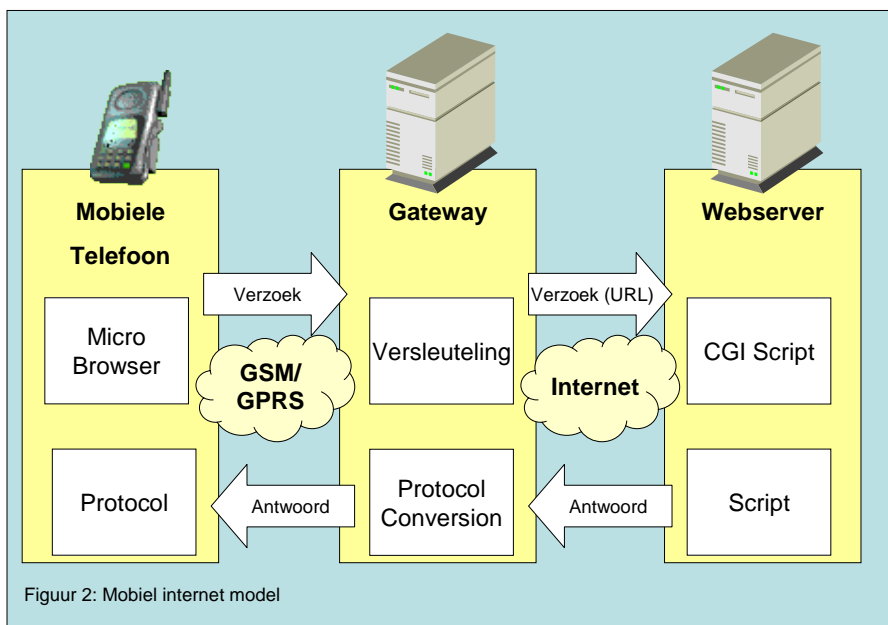 Mobiele
Telefoon
Gateway
Webserver
Verzoek
Verzoek (URL)
Micro
Browser
GSM/
GPRS
Versleuteling
Internet
CGI Script
Protocol
Antwoord
Protocol
Conversion
Antwoord
Script
Figuur 2: Mobiel internet model